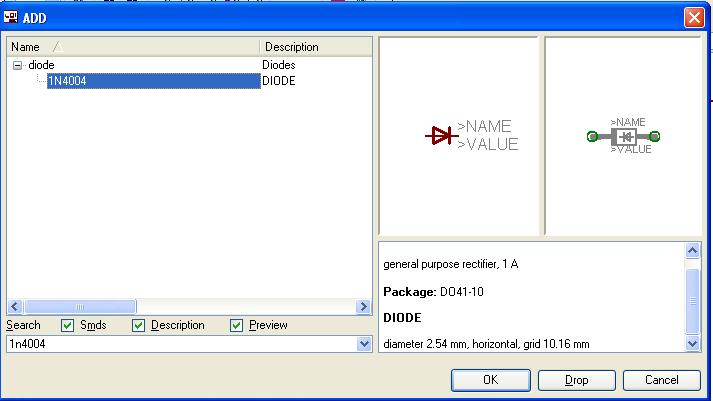 ADD
Name Description
diode Diodes
1N4004 DIODE
>NAME
>VALUE
>NAME
>VALUE
general purpose rectifier, 1 A
Package: DO41-10
DIODE
diameter 2.54 mm, horizontal, grid 10.16 mm
Search Smds Description Preview
1n4004
OK Drop Cancel